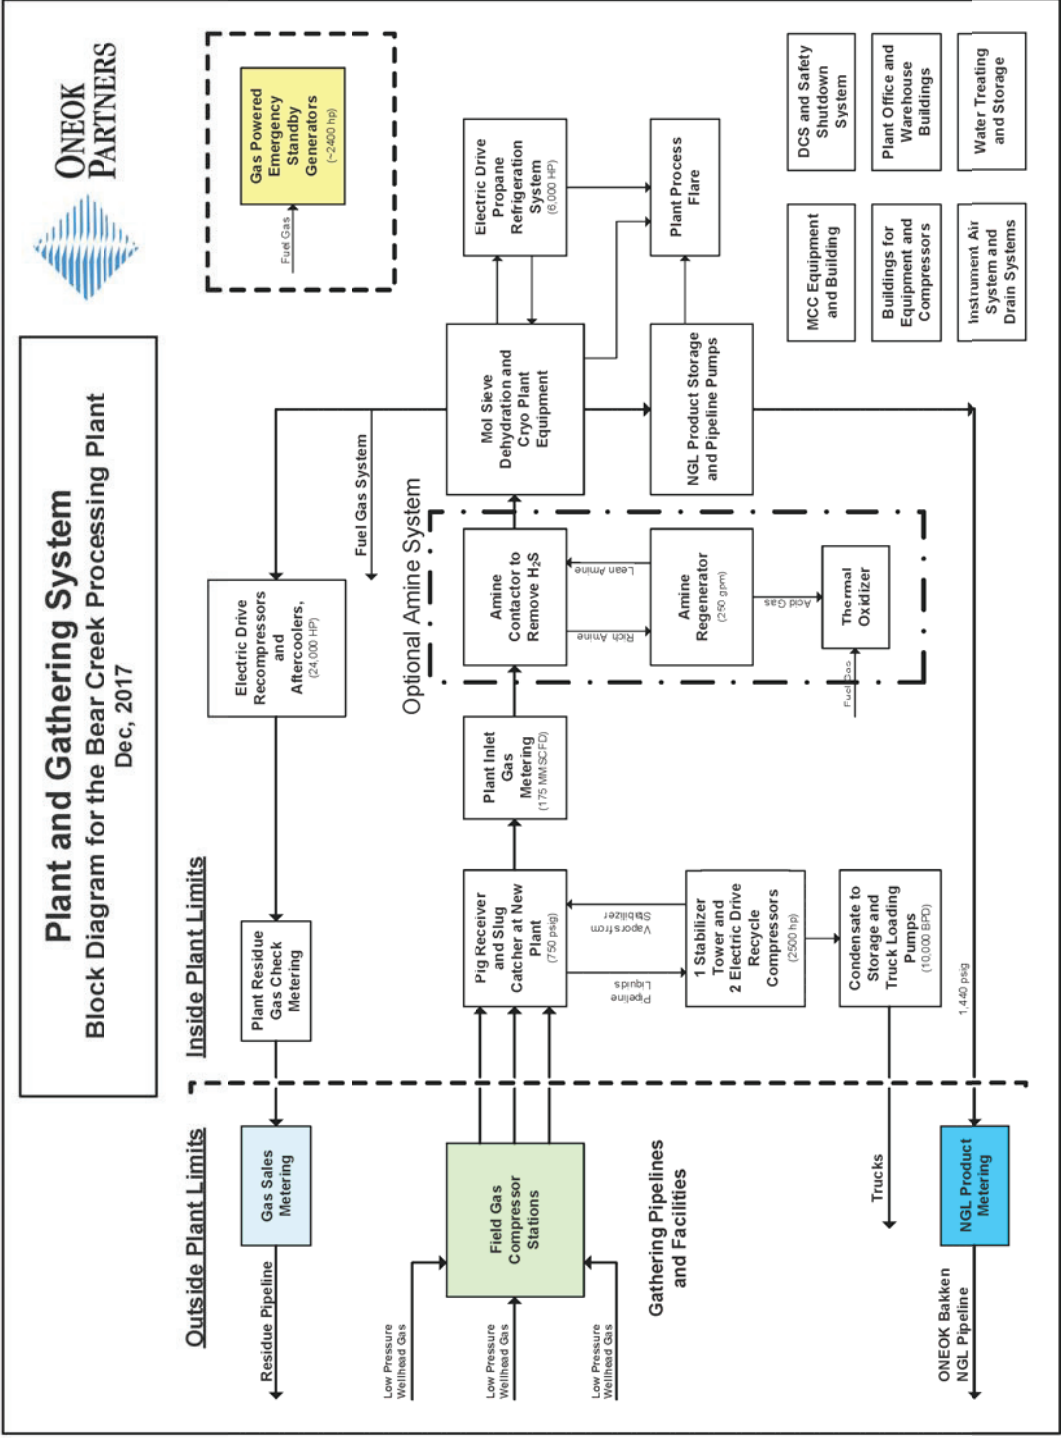 Plant and Gathering System
Block Diagram for the Bear Creek Processing Plant
Dec, 2017
ONEOK
PARTNERS
Outside Plant Limits
Inside Plant Limits
Residue Pipeline
Gas Sales
Metering
Plant Residue
Gas Check
Metering
Electric Drive
Recompressors
and
Aftercoolers,
(24,000 HP)
Fuel Gas System
Fuel Gas
Gas Powered
Emergency
Standby
Generators
(~2400 hp)
Low Pressure
Wellhead Gas
Low Pressure
Wellhead Gas
Low Pressure
Wellhead Gas
Field Gas
Compressor
Stations
Gathering Pipelines
and Facilities
Pig Receiver
and Slug
Catcher at New
Plant
(750 psig)
Plant Inlet
Gas
Metering
(175 MMSCFD)
Optional Amine System
Amine
Contactor to
Remove H₂S
Mol Sieve
Dehydration and
Cryo Plant
Equipment
Electric Drive
Propane
Refrigeration
System
(6,000 HP)
Pipeline
Liquids
Vapors from
Stabilizer
Rich Amine
Lean Amine
1 Stabilizer
Tower and
2 Electric Drive
Recycle
Compressors
(2500 hp)
Amine
Regenerator
(250 gpm)
NGL Product Storage
and Pipeline Pumps
Plant Process
Flare
Acid Gas
Fuel Gas
Thermal
Oxidizer
Trucks
Condensate to
Storage and
Truck Loading
Pumps
(10,000 BPD)
1,440 psig
ONEOK Bakken
NGL Pipeline
NGL Product
Metering
MCC Equipment
and Building
DCS and Safety
Shutdown
System
Buildings for
Equipment and
Compressors
Plant Office and
Warehouse
Buildings
Instrument Air
System and
Drain Systems
Water Treating
and Storage